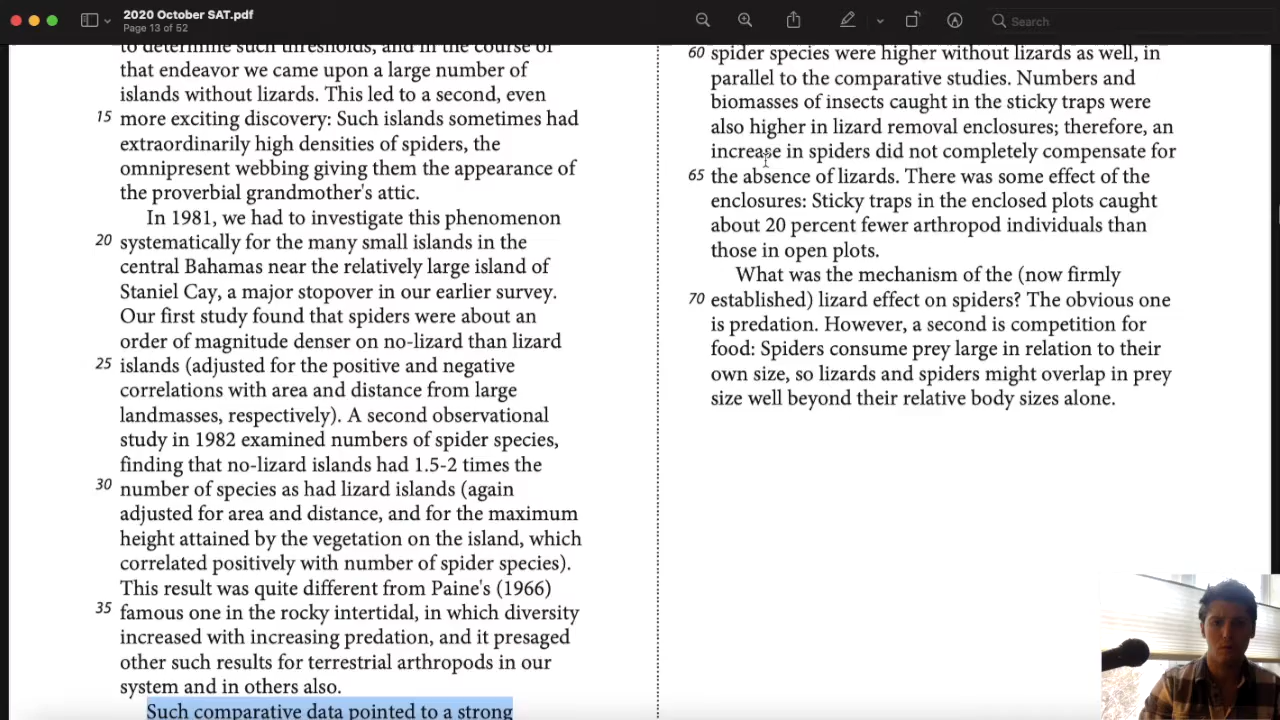 2020 October SAT.pdf
Page 13 of 52
Search
to determine such thresholds, and in the course of
that endeavor we came upon a large number of
islands without lizards. This led to a second, even
15 more exciting discovery: Such islands sometimes had
extraordinarily high densities of spiders, the
omnipresent webbing giving them the appearance of
the proverbial grandmother's attic.
In 1981, we had to investigate this phenomenon
20 systematically for the many small islands in the
central Bahamas near the relatively large island of
Staniel Cay, a major stopover in our earlier survey.
Our first study found that spiders were about an
order of magnitude denser on no-lizard than lizard
25 islands (adjusted for the positive and negative
correlations with area and distance from large
landmasses, respectively). A second observational
study in 1982 examined numbers of spider species,
finding that no-lizard islands had 1.5-2 times the
30 number of species as had lizard islands (again
adjusted for area and distance, and for the maximum
height attained by the vegetation on the island, which
correlated positively with number of spider species).
This result was quite different from Paine's (1966)
35 famous one in the rocky intertidal, in which diversity
increased with increasing predation, and it presaged
other such results for terrestrial arthropods in our
system and in others also.
Such comparative data pointed to a strong
60 spider species were higher without lizards as well, in
parallel to the comparative studies. Numbers and
biomasses of insects caught in the sticky traps were
also higher in lizard removal enclosures; therefore, an
increase in spiders did not completely compensate for
65 the absence of lizards. There was some effect of the
enclosures: Sticky traps in the enclosed plots caught
about 20 percent fewer arthropod individuals than
those in open plots.
What was the mechanism of the (now firmly
70 established) lizard effect on spiders? The obvious one
is predation. However, a second is competition for
food: Spiders consume prey large in relation to their
own size, so lizards and spiders might overlap in prey
size well beyond their relative body sizes alone.